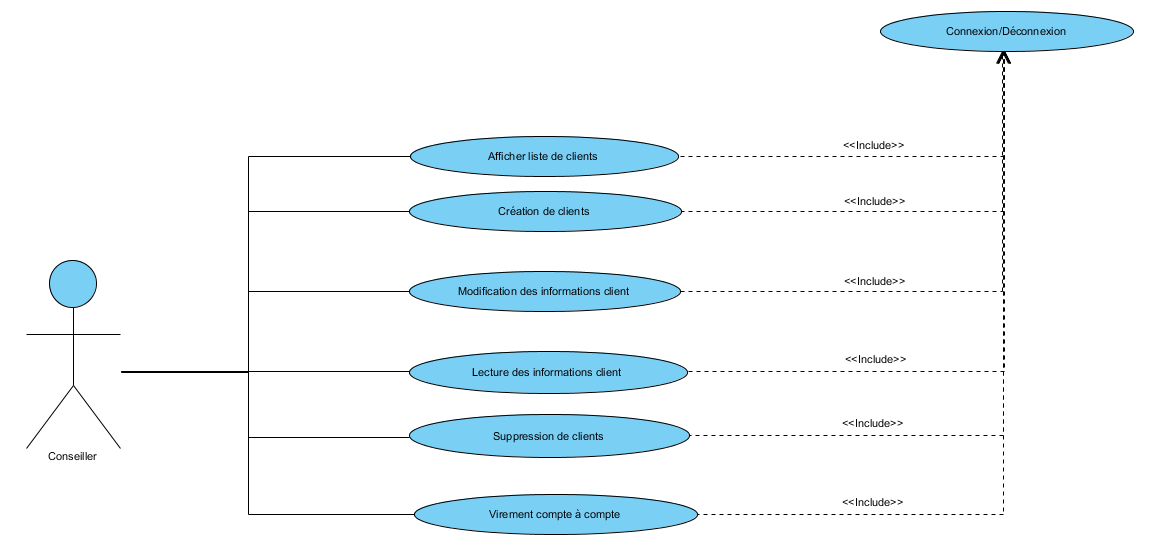 Connexion/Déconnexion
Afficher liste de clients
<<Include>>
Création de clients
<<Include>>
Modification des informations client
<<Include>>
Lecture des informations client
<<Include>>
Suppression de clients
<<Include>>
Conseiller
Virement compte à compte
<<Include>>